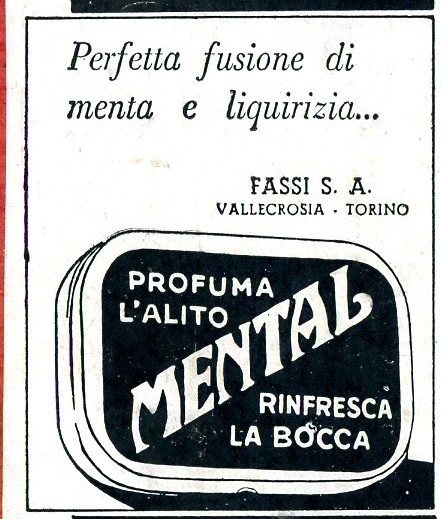 Perfetta fusione di
menta e liquirizia...
FASSI S. A.
VALLECROSIA - TORINO
PROFUMA
L'ALITO
MENTAL
RINFRESCA
LA BOCCA